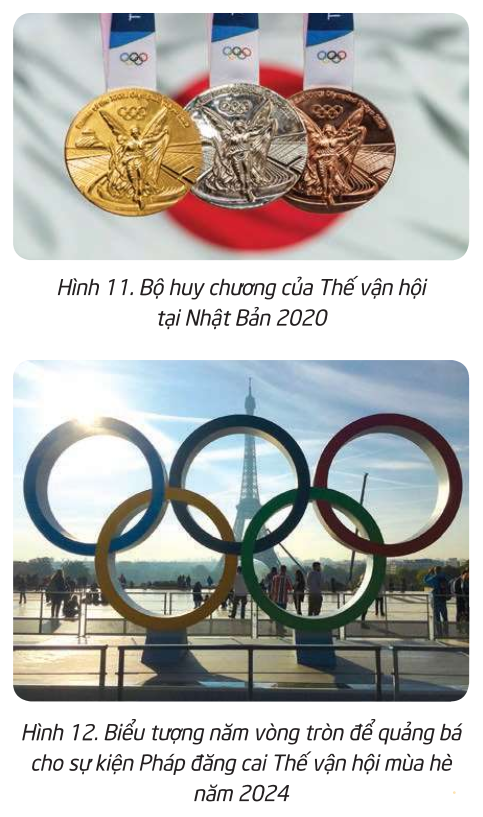 Hình 11. Bộ huy chương của Thế vận hội
tại Nhật Bản 2020
Hình 12. Biểu tượng năm vòng tròn để quảng bá
cho sự kiện Pháp đăng cai Thế vận hội mùa hè
năm 2024